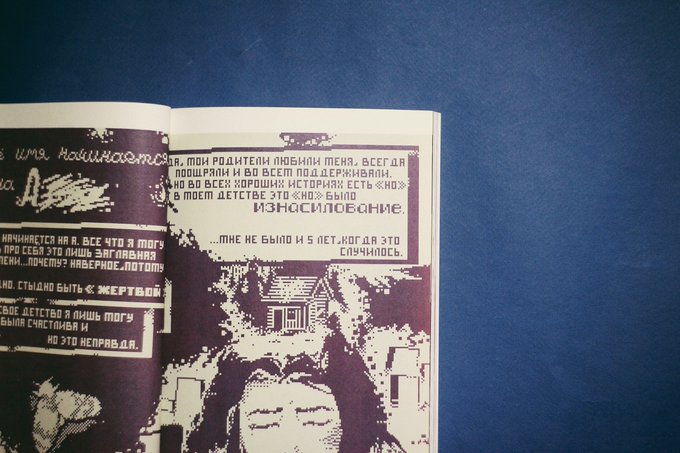 е имя начинается
на А
НАЧИНАЕТСЯ НА А. ВСЕ ЧТО Я МОГУ
ПРО СЕБЯ ЭТО ЛИШЬ ЗАГЛАВНАЯ
ЕНИ...ПОЧЕМУ? НАВЕРНОЕ,ПОТОМУ
НО. СТЫДНО БЫТЬ «ЖЕРТВОЙ
СВОЕ ДЕТСТВО Я ЛИШЬ МОГУ
БЫЛА СЧАСТЛИВА И
НО ЭТО НЕПРАВДА.
ДА, МОИ РОДИТЕЛИ ЛЮБИЛИ МЕНЯ, ВСЕГДА
ПООЩРЯЛИ И ВО ВСЕМ ПОДДЕРЖИВАЛИ.
НО ВО ВСЕХ ХОРОШИХ ИСТОРИЯХ ЕСТЬ «НО»
В МОЕМ ДЕТСТВЕ ЭТО «НО» БЫЛО
ИЗНАСИЛОВАНИЕ.
...МНЕ НЕ БЫЛО И 5 ЛЕТ,КОГДА ЭТО
СЛУЧИЛОСЬ.